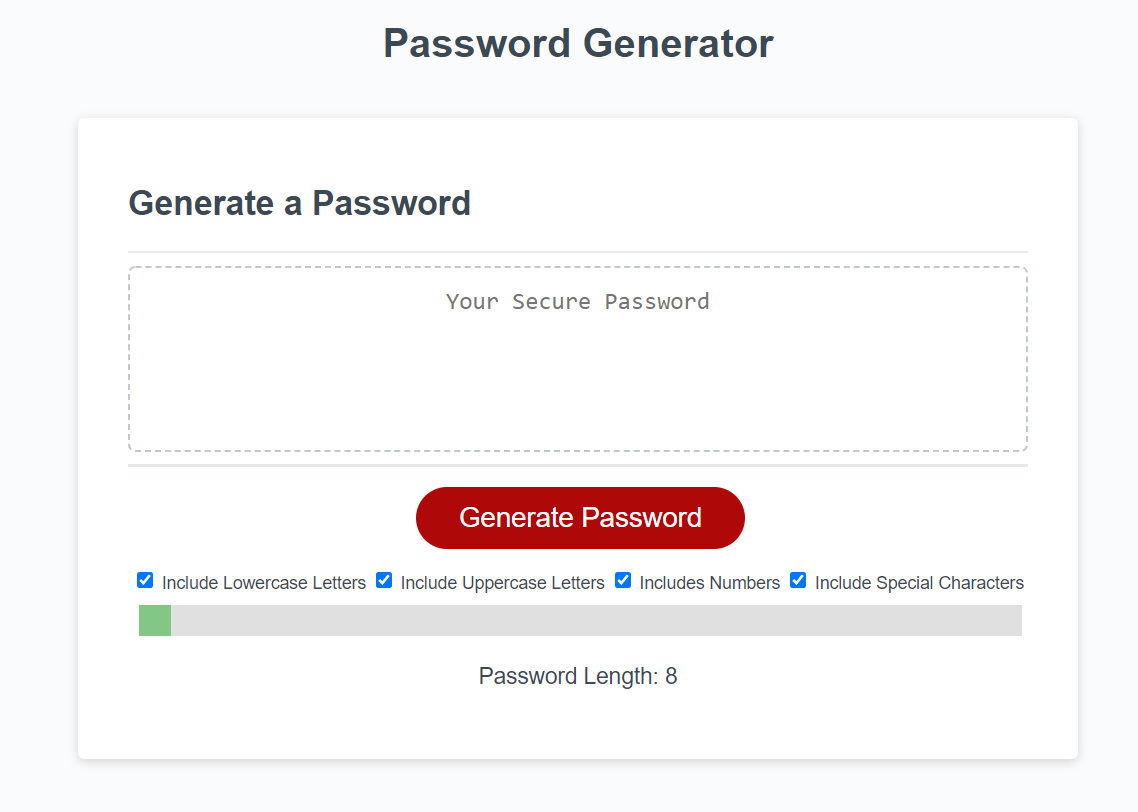 Password Generator
Generate a Password
Your Secure Password
Generate Password
Include Lowercase Letters Include Uppercase Letters Includes Numbers Include Special Characters
Password Length: 8